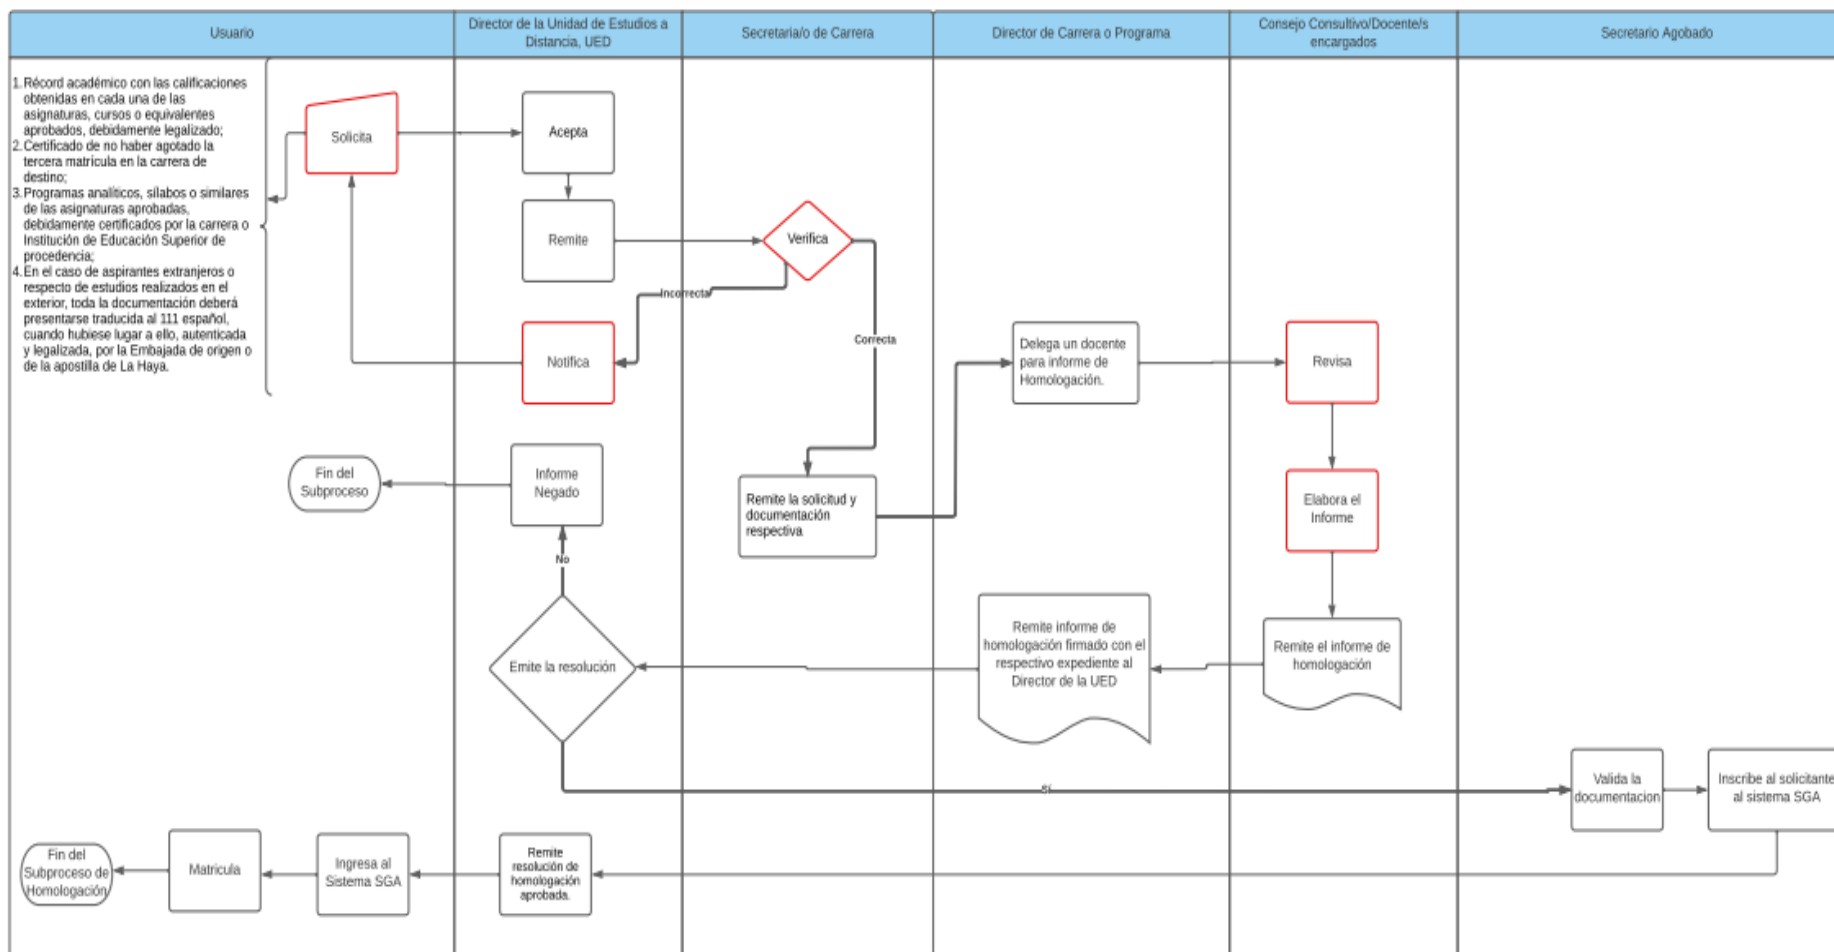 Usuario
Director de la Unidad de Estudios a
Distancia, UED
Secretaria/o de Carrera
Director de Carrera o Programa
Consejo Consultivo/Docente/s
encargados
Secretario Agobado
1. Récord académico con las calificaciones
obtenidas en cada una de las
asignaturas, cursos o equivalentes
aprobados, debidamente legalizado;
2. Certificado de no haber agotado la
tercera matrícula en la carrera de
destino;
3. Programas analíticos, sílabos o similares
de las asignaturas aprobadas,
debidamente certificados por la carrera o
Institución de Educación Superior de
procedencia;
4. En el caso de aspirantes extranjeros o
respecto de estudios realizados en el
exterior, toda la documentación deberá
presentarse traducida al 111 español,
cuando hubiese lugar a ello, autenticada
y legalizada, por la Embajada de origen o
de la apostilla de La Haya.
Solicita
Acepta
Remite
Verifica
Incorrecta
Correcta
Notifica
Delega un docente
para informe de
Homologación.
Revisa
Fin del
Subproceso
Informe
Negado
Remite la solicitud y
documentación
respectiva
Elabora el
Informe
No
Emite la resolución
Remite informe de
homologación firmado con el
respectivo expediente al
Director de la UED
Remite el informe de
homologación
Sí
Valida la
documentacion
Inscribe al solicitante
al sistema SGA
Fin del
Subproceso de
Homologación
Matricula
Ingresa al
Sistema SGA
Remite
resolución de
homologación
aprobada.